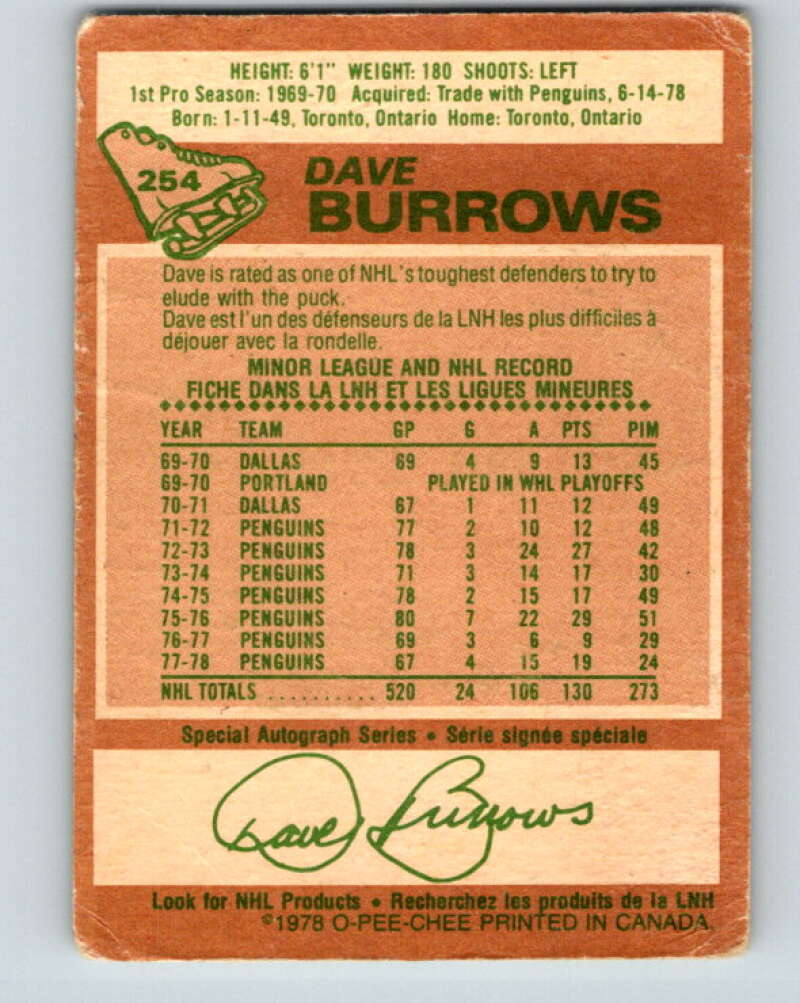 HEIGHT: 6'1" WEIGHT: 180 SHOOTS: LEFT
1st Pro Season: 1969-70 Acquired: Trade with Penguins, 6-14-78
Born: 1-11-49, Toronto, Ontario Home: Toronto, Ontario
254
DAVE
BURROWS
Dave is rated as one of NHL's toughest defenders to try to
elude with the puck.
Dave est l'un des défenseurs de la LNH les plus difficiles à
déjouer avec la rondelle.
MINOR LEAGUE AND NHL RECORD
FICHE DANS LA LNH ET LES LIGUES MINEURES
YEAR TEAM GP G A PTS PIM
69-70 DALLAS 69 4 9 13 45
69-70 PORTLAND PLAYED IN WHL PLAYOFFS
70-71 DALLAS 67 1 11 12 49
71-72 PENGUINS 77 2 10 12 48
72-73 PENGUINS 78 3 24 27 42
73-74 PENGUINS 71 3 14 17 30
74-75 PENGUINS 78 2 15 17 49
75-76 PENGUINS 80 7 22 29 51
76-77 PENGUINS 69 3 6 9 29
77-78 PENGUINS 67 4 15 19 24
NHL TOTALS .......... 520 24 106 130 273
Special Autograph Series • Série signée spéciale
Dave Burrows
Look for NHL Products • Recherchez les produits de la LNH
©1978 O-PEE-CHEE PRINTED IN CANADA.